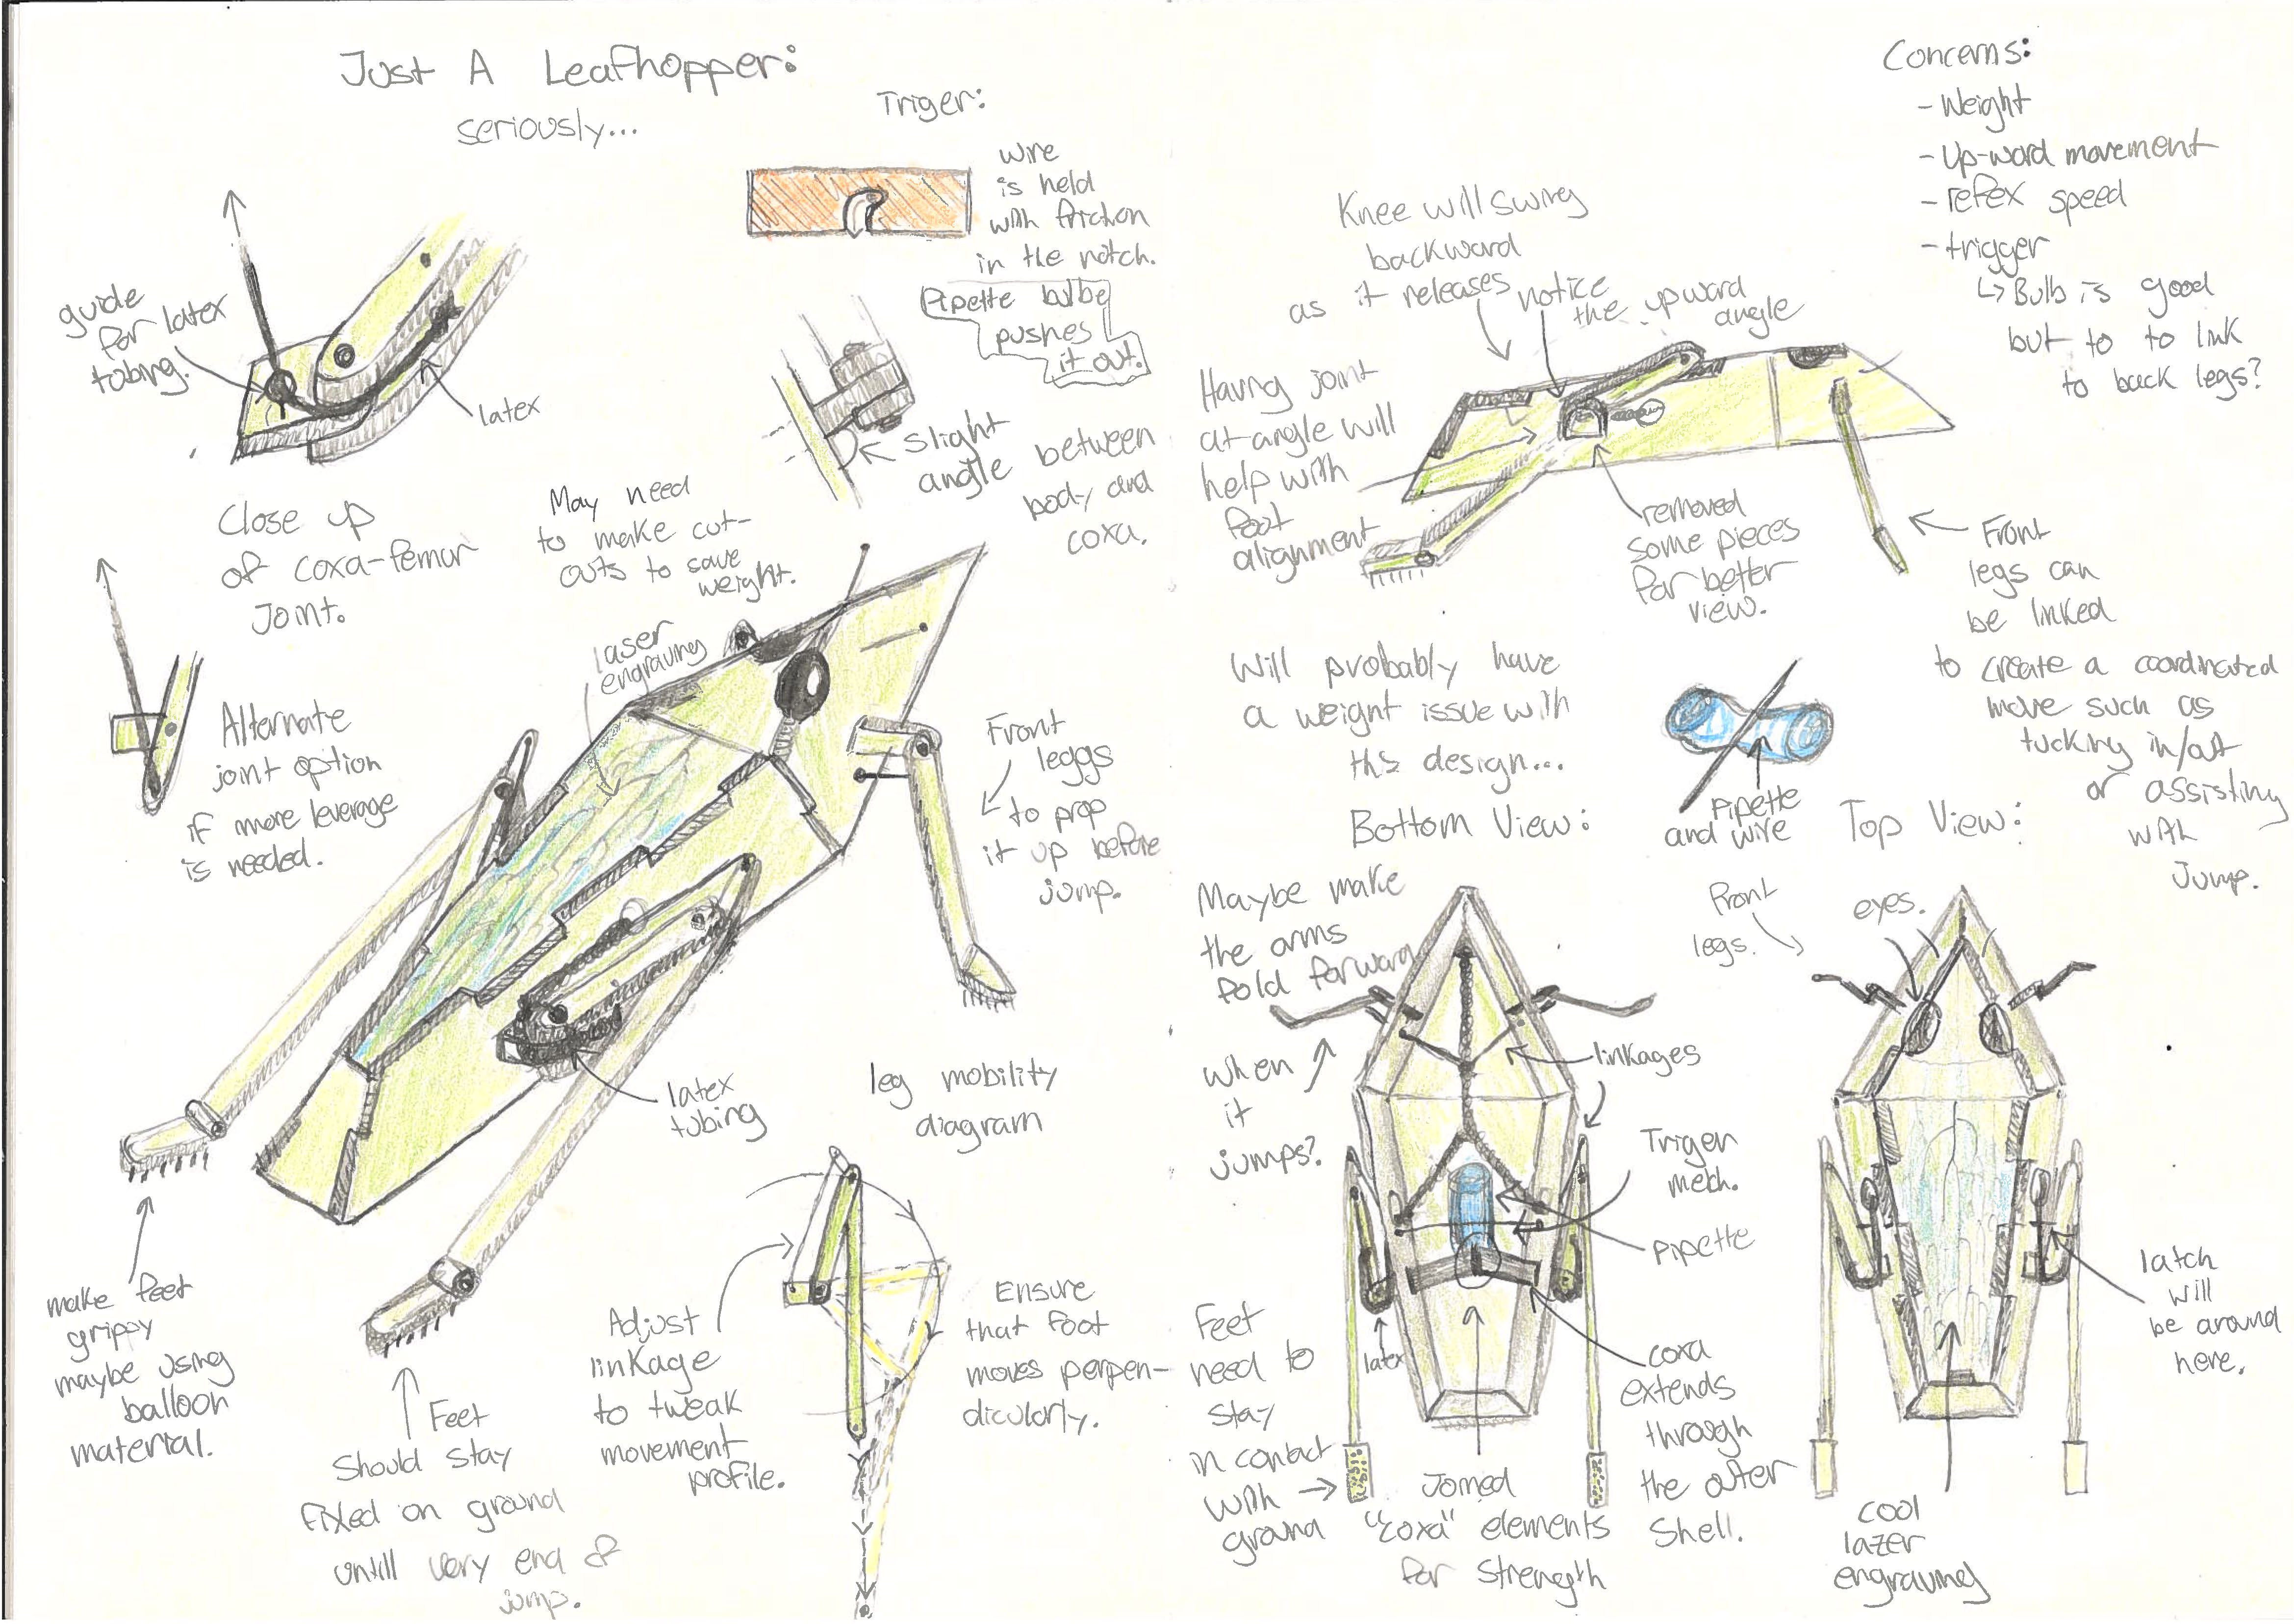 Just A Leafhopper:
seriously...
Triger:
wire
is held
with friction
in the notch.
Pipette bulbe
pushes
it out.
guide
for latex
tubing.
latex
Close up
of coxa-femur
Joint.
May need
to make cut-
outs to save
weight.
Slight
angle between
body and
coxa.
laser
engraving
Alternate
joint option
if more leverage
is needed.
Front
leggs
to prop
it up before
jump.
latex
tubing
leg mobility
diagram
make feet
grippy
maybe using
balloon
material.
Feet
Should stay
fixed on ground
untill very end of
jump.
Adjust
linkage
to tweak
movement
profile.
Ensure
that foot
moves perpen-
dicularly.
Concerns:
- Weight
- Up-ward movement
- refex speed
- trigger
↳ Bulb is good
but to to link
to back legs?
Knee will swing
backward
as it releases
notice
the upward
angle
Having joint
at angle will
help with
foot
alignment
removed
some pieces
for better
view.
Front
legs can
be linked
to create a coordinated
move such as
tucking in/out
or assisting
with
Jump.
Will probably have
a weight issue with
this design...
Pipette
and wire
Bottom View:
Top View:
Maybe make
the arms
fold forward
when
it
jumps?
linkages
Triger
mech.
Pipette
latex
Feet
need to
stay
in contact
with
ground
Joined
"coxa" elements
for strength
coxa
extends
through
the outer
shell.
Front
legs.
eyes.
latch
will
be around
here.
cool
lazer
engraving